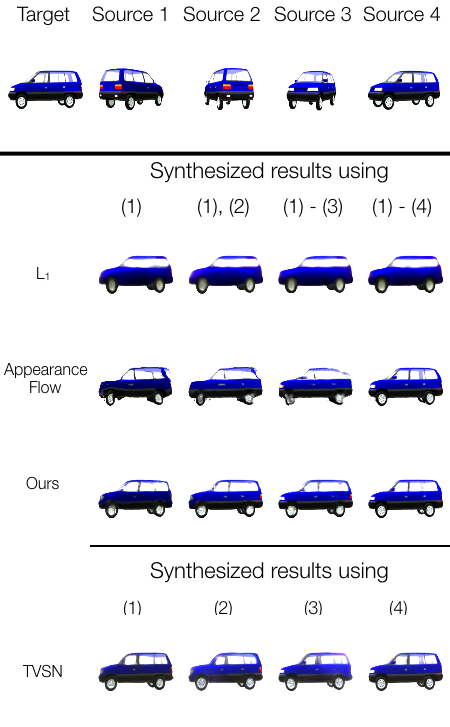 Target Source 1 Source 2 Source 3 Source 4
Synthesized results using
(1) (1), (2) (1) - (3) (1) - (4)
L₁
Appearance
Flow
Ours
Synthesized results using
(1) (2) (3) (4)
TVSN